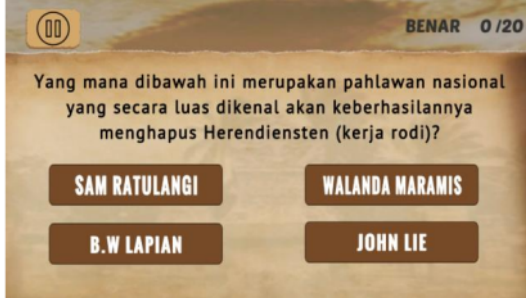 BENAR 0/20
Yang mana dibawah ini merupakan pahlawan nasional
yang secara luas dikenal akan keberhasilannya
menghapus Herendiensten (kerja rodi)?
SAM RATULANGI
WALANDA MARAMIS
B.W LAPIAN
JOHN LIE